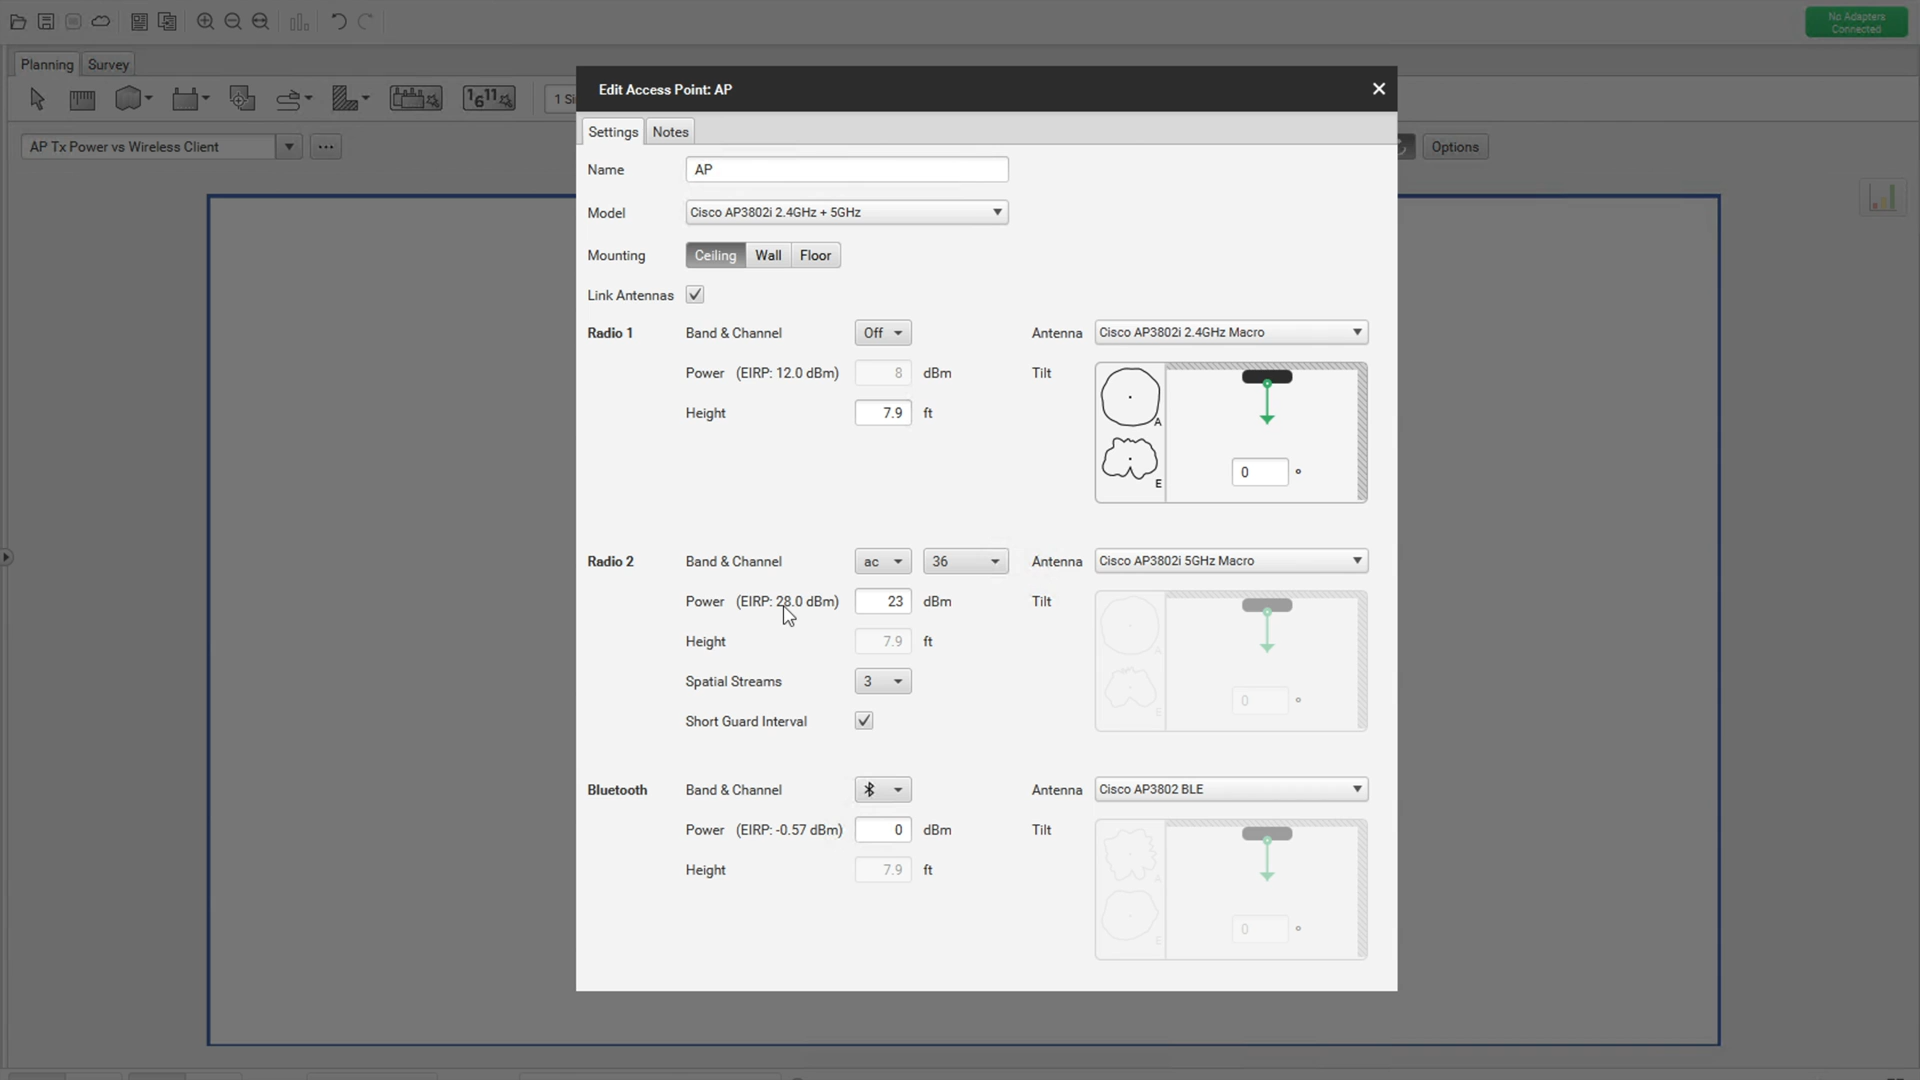 No Adapters
Connected
Planning
Survey
1 Si
AP Tx Power vs Wireless Client
...
Options
Edit Access Point: AP
Settings
Notes
Name
AP
Model
Cisco AP3802i 2.4GHz + 5GHz
Mounting
Ceiling
Wall
Floor
Link Antennas
Radio 1
Band & Channel
Off
Antenna
Cisco AP3802i 2.4GHz Macro
Power (EIRP: 12.0 dBm)
8 dBm
Tilt
A
Height
7.9 ft
E
0 °
Radio 2
Band & Channel
ac
36
Antenna
Cisco AP3802i 5GHz Macro
Power (EIRP: 28.0 dBm)
23 dBm
Tilt
A
Height
7.9 ft
Spatial Streams
3
E
0 °
Short Guard Interval
Bluetooth
Band & Channel
Antenna
Cisco AP3802 BLE
Power (EIRP: -0.57 dBm)
0 dBm
Tilt
A
Height
7.9 ft
E
0 °